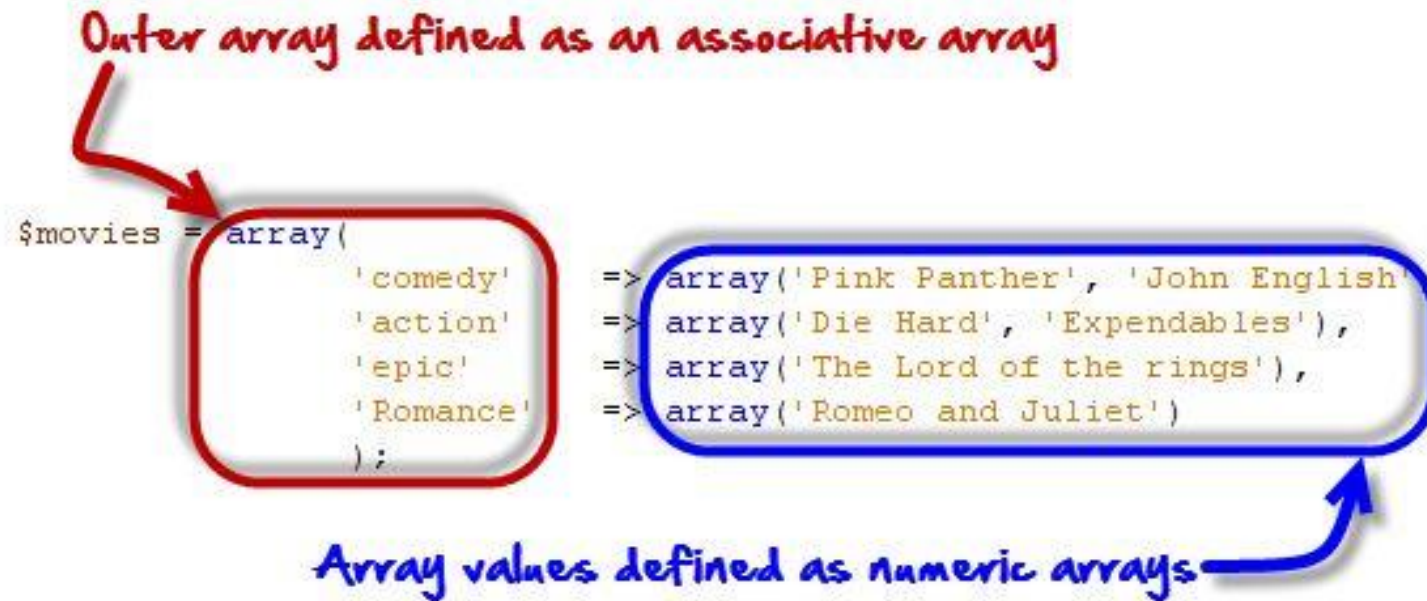 Outer array defined as an associative array
$movies = array(
'comedy' => array('Pink Panther', 'John English'
'action' => array('Die Hard', 'Expendables'),
'epic' => array('The Lord of the rings'),
'Romance' => array('Romeo and Juliet')
);
Array values defined as numeric arrays